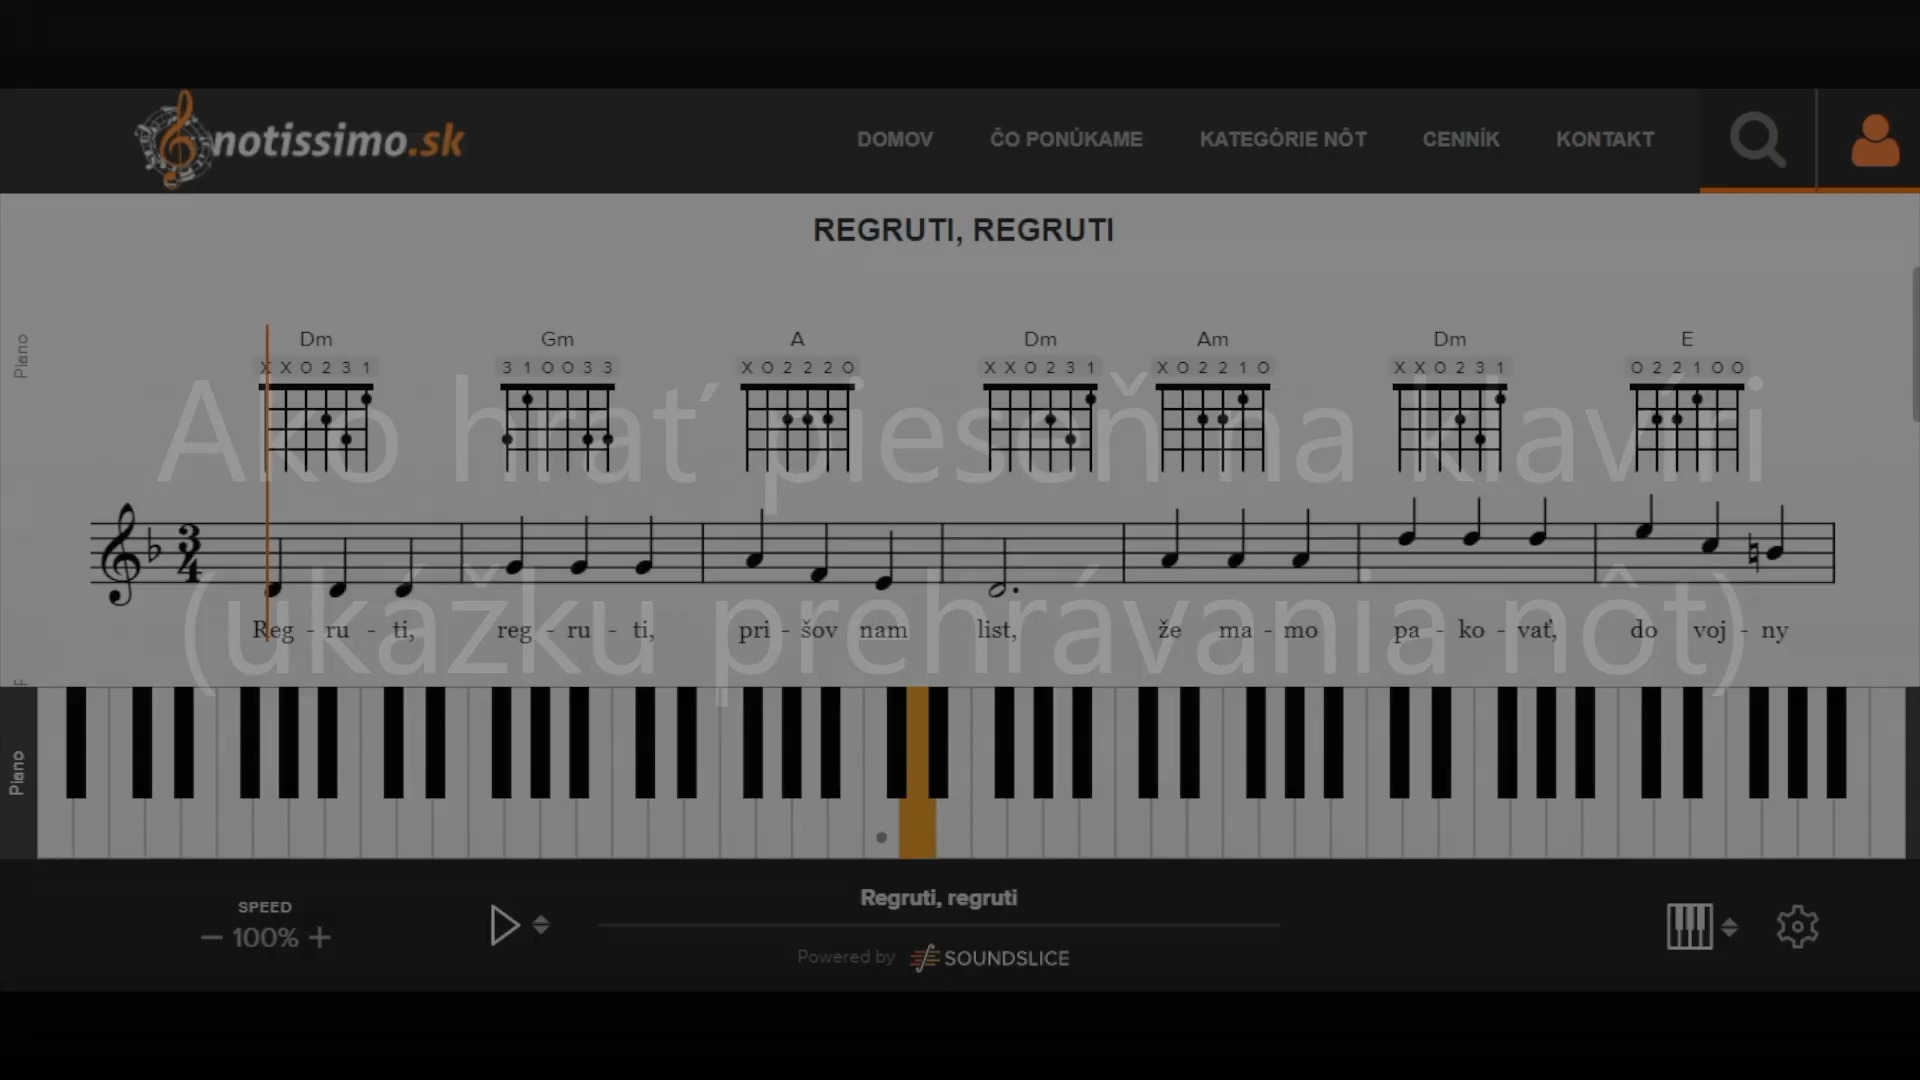 notissimo.sk
DOMOV ČO PONÚKAME KATEGÓRIE NÔT CENNÍK KONTAKT
REGRUTI, REGRUTI
Piano
Dm Gm A Dm Am Dm E
X X O 2 3 1 3 1 O O 3 3 X O 2 2 2 O X X O 2 3 1 X O 2 2 1 O X X O 2 3 1 O 2 2 1 O O
Ako hrať pieseň na klavíri
3
4
(ukážku prehrávania nôt)
Reg - ru - ti, reg - ru - ti, pri - šov nam list, že ma - mo pa - ko - vať, do voj - ny
Piano
SPEED
− 100% +
Regruti, regruti
Powered by SOUNDSLICE